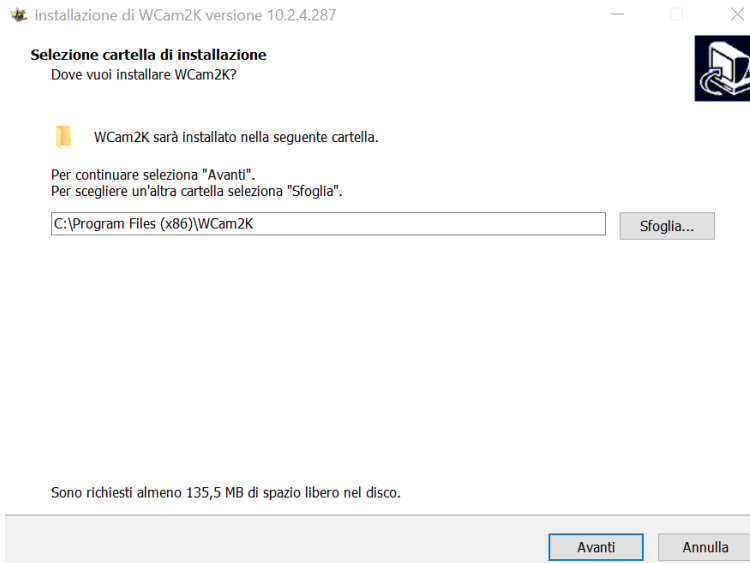 Installazione di WCam2K versione 10.2.4.287
Selezione cartella di installazione
Dove vuoi installare WCam2K?
WCam2K sarà installato nella seguente cartella.
Per continuare seleziona "Avanti".
Per scegliere un'altra cartella seleziona "Sfoglia".
C:\Program Files (x86)\WCam2K
Sfoglia...
Sono richiesti almeno 135,5 MB di spazio libero nel disco.
Avanti
Annulla